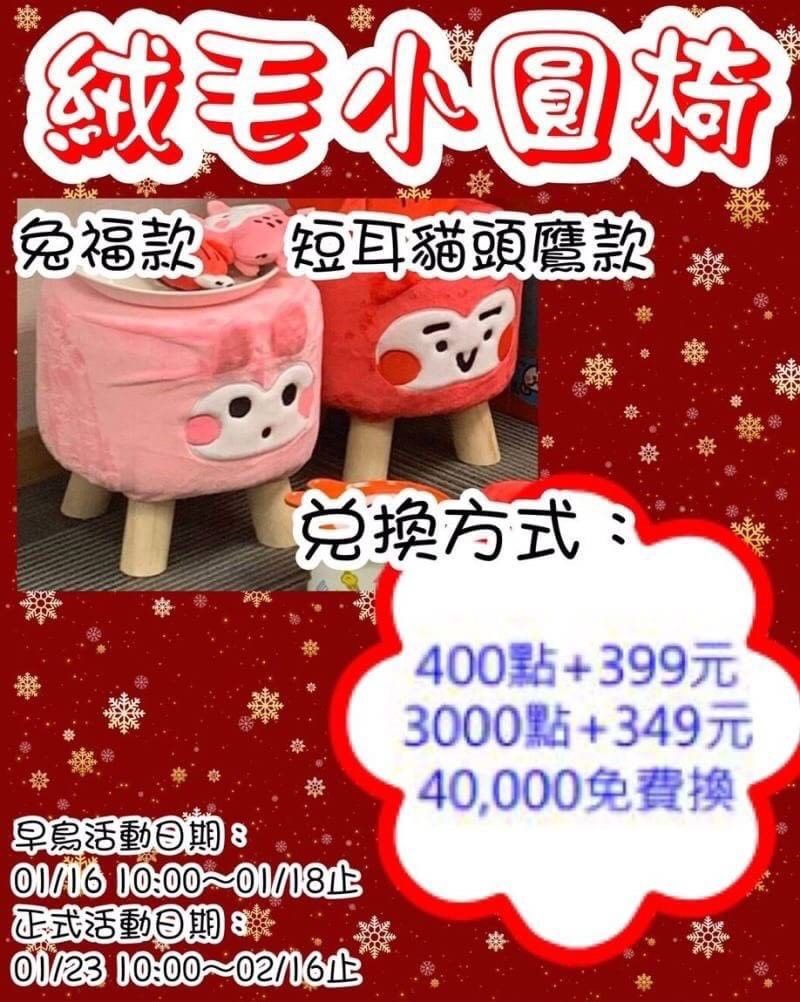 絨毛小圓椅
兔福款 短耳貓頭鷹款
兌換方式：
400點+399元
3000點+349元
40,000免費換
早鳥活動日期：
01/16 10:00～01/18止
正式活動日期：
01/23 10:00～02/16止